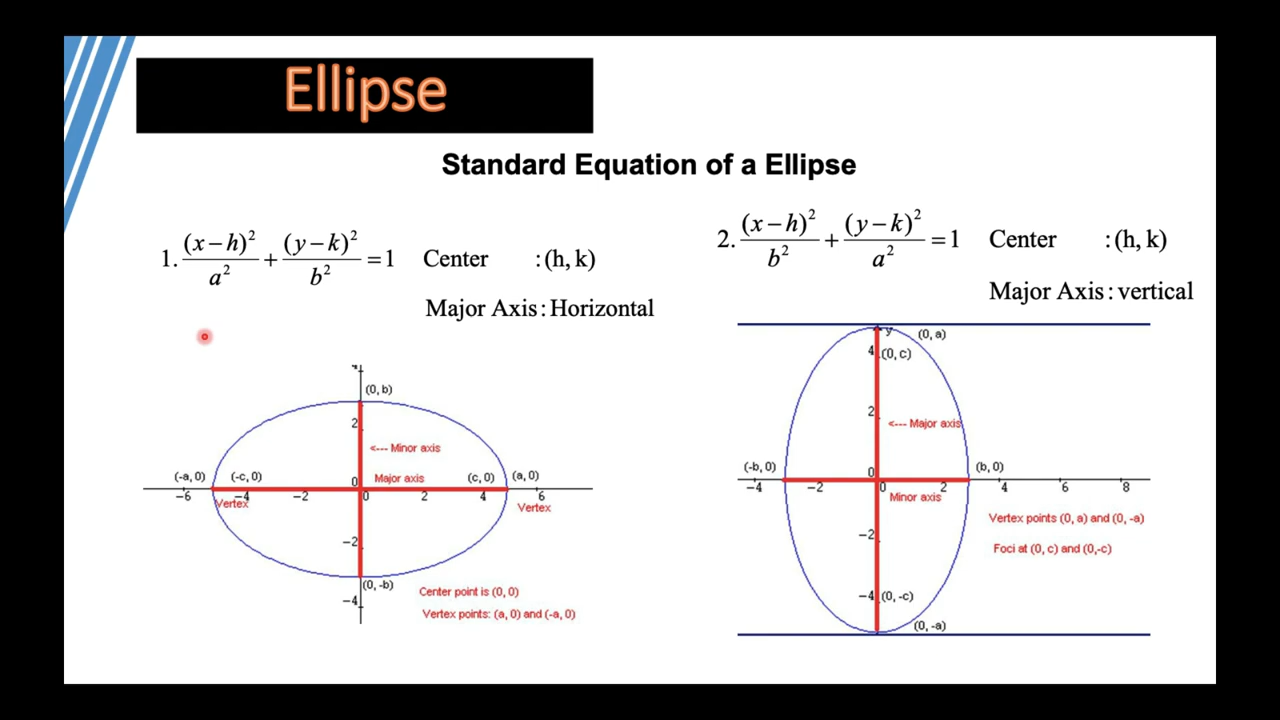 Ellipse
Standard Equation of a Ellipse
1. (x − h)² / a² + (y − k)² / b² = 1 Center : (h, k)
Major Axis : Horizontal
2. (x − h)² / b² + (y − k)² / a² = 1 Center : (h, k)
Major Axis : vertical
(0, b)
2
<--- Minor axis
(-a, 0) (-c, 0) 0 Major axis (c, 0) (a, 0)
-6 -4 -2 0 2 4 6
Vertex Vertex
-2
(0, -b)
Center point is (0, 0)
-4
Vertex points: (a, 0) and (-a, 0)
y (0, a)
4 (0, c)
2
<--- Major axis
(-b, 0) 0 (b, 0)
-4 -2 0 2 4 6 8
Minor axis
Vertex points (0, a) and (0, -a)
-2
Foci at (0, c) and (0,-c)
-4 (0, -c)
(0, -a)